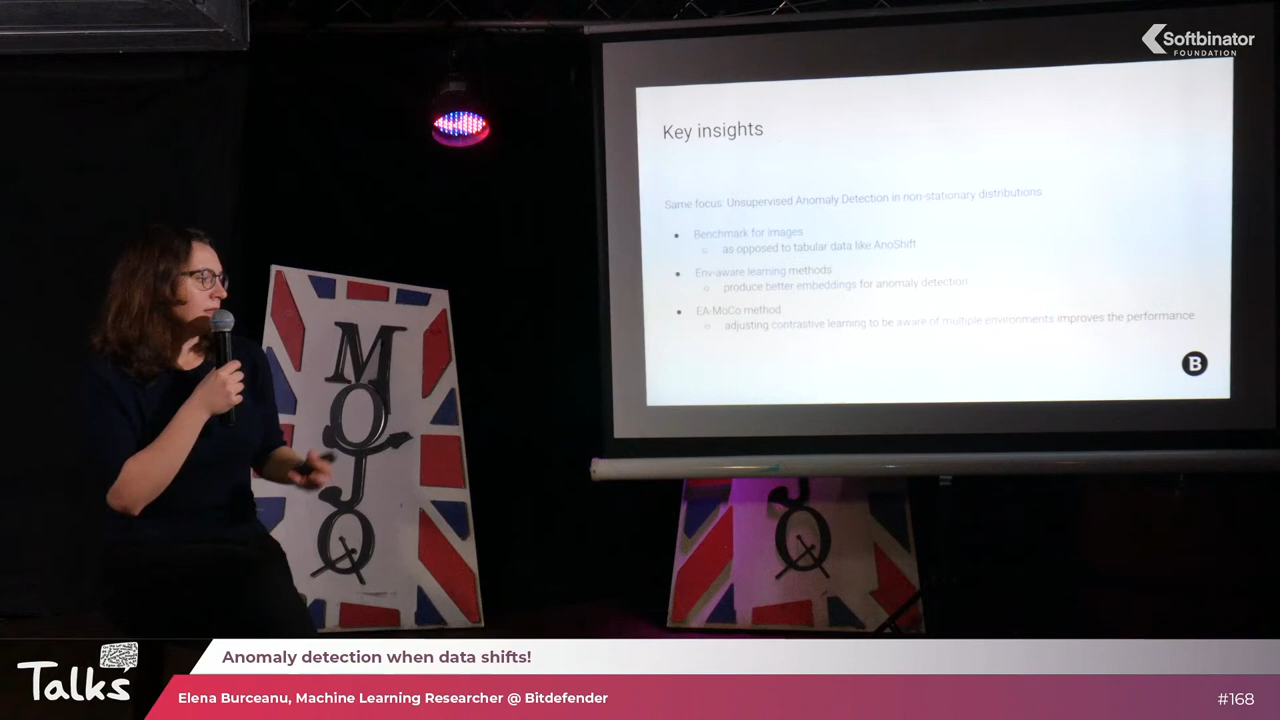 Softbinator
FOUNDATION
Key insights
Same focus: Unsupervised Anomaly Detection in non-stationary distributions
• Benchmark for images
○ as opposed to tabular data like AnoShift
• Env-aware learning methods
○ produce better embeddings for anomaly detection
• EA-MoCo method
○ adjusting contrastive learning to be aware of multiple environments improves the performance
B
MOJO
JO
Talks
Anomaly detection when data shifts!
Elena Burceanu, Machine Learning Researcher @ Bitdefender
#168